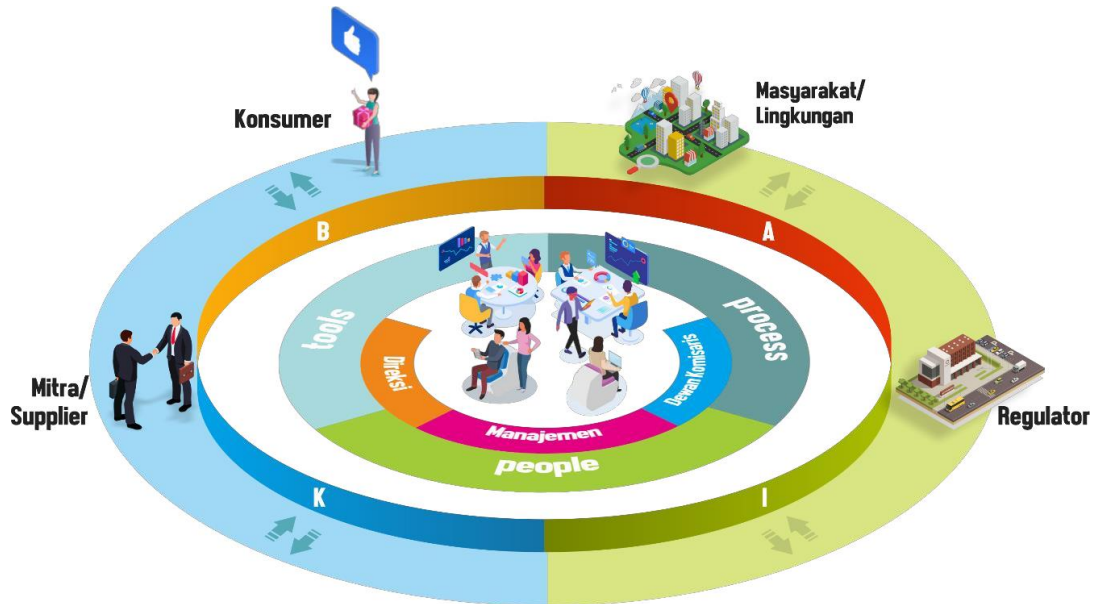 Konsumer
Masyarakat/
Lingkungan
B
A
tools
process
Direksi
Dewan Komisaris
Mitra/
Supplier
Regulator
Manajemen
people
K
I